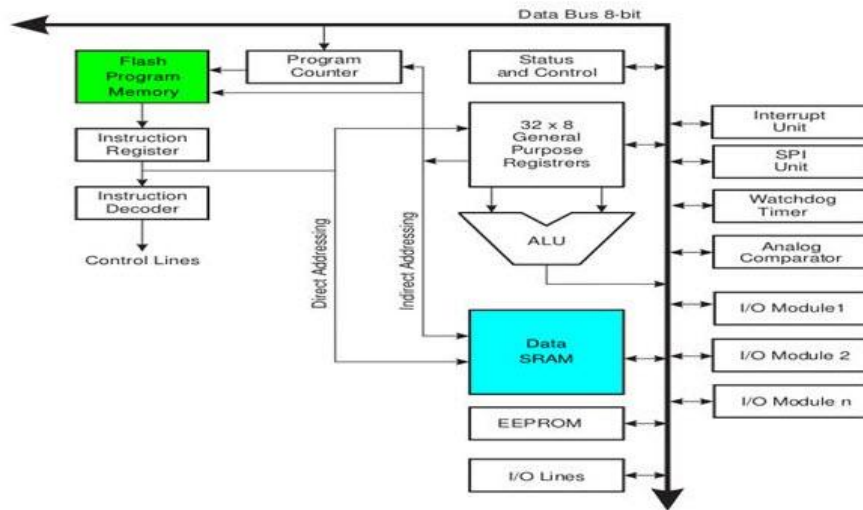 Data Bus 8-bit
Flash
Program
Memory
Program
Counter
Status
and Control
Instruction
Register
32 x 8
General
Purpose
Registrers
Interrupt
Unit
SPI
Unit
Instruction
Decoder
Watchdog
Timer
Direct Addressing
Indirect Addressing
ALU
Analog
Comparator
Control Lines
I/O Module1
Data
SRAM
I/O Module 2
I/O Module n
EEPROM
I/O Lines